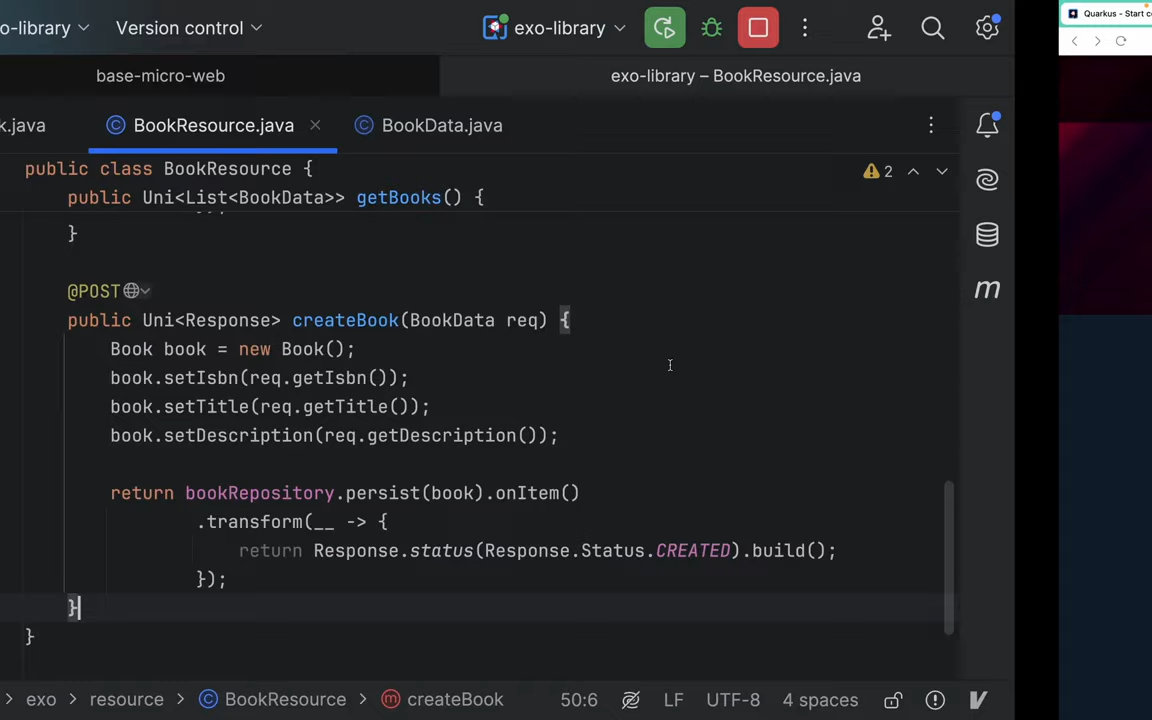 o-library
Version control
exo-library
Quarkus - Start c
base-micro-web
exo-library – BookResource.java
k.java
BookResource.java
BookData.java
public class BookResource {
2
public Uni<List<BookData>> getBooks() {
}
@POST
public Uni<Response> createBook(BookData req) {
Book book = new Book();
book.setIsbn(req.getIsbn());
book.setTitle(req.getTitle());
book.setDescription(req.getDescription());
return bookRepository.persist(book).onItem()
.transform(__ -> {
return Response.status(Response.Status.CREATED).build();
});
}
}
m
> exo > resource > BookResource > createBook
50:6
LF
UTF-8
4 spaces